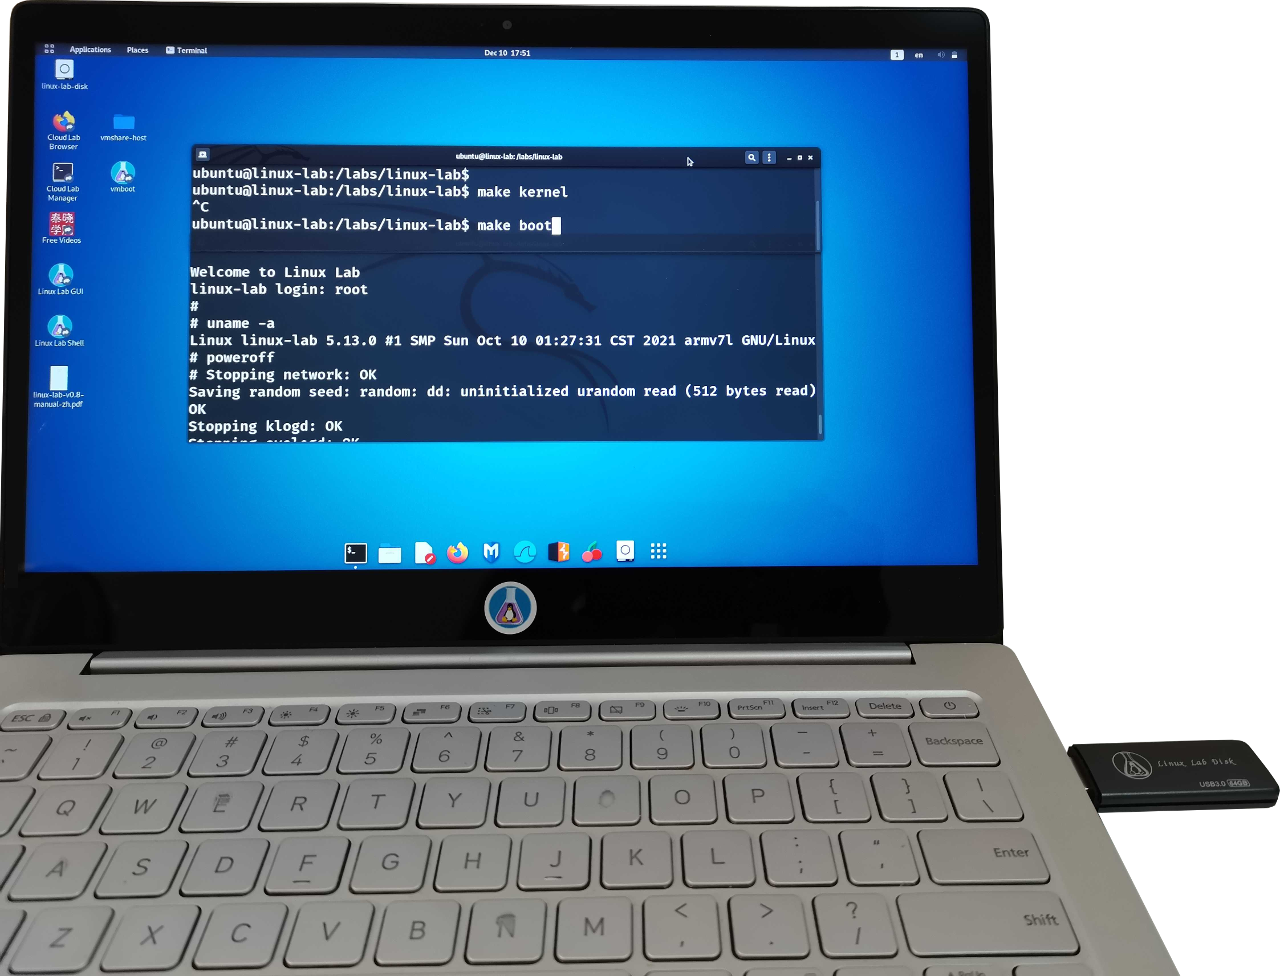 Applications Places Terminal Dec 10 17:51 1 en
linux-lab-disk
Cloud Lab
Browser
vmshare-host
Cloud Lab
Manager
vmboot
泰晓
学院
Free Videos
Linux Lab GUI
Linux Lab Shell
linux-lab-v0.8-
manual-zh.pdf
ubuntu@linux-lab: /labs/linux-lab
ubuntu@linux-lab:/labs/linux-lab$
ubuntu@linux-lab:/labs/linux-lab$ make kernel
^C
ubuntu@linux-lab:/labs/linux-lab$ make boot
Welcome to Linux Lab
linux-lab login: root
#
# uname -a
Linux linux-lab 5.13.0 #1 SMP Sun Oct 10 01:27:31 CST 2021 armv7l GNU/Linux
# poweroff
# Stopping network: OK
Saving random seed: random: dd: uninitialized urandom read (512 bytes read)
OK
Stopping klogd: OK
ESC F1 F2 F3 F4 F5 F6 F7 F8 F9 F10 PrtScn F11 Insert F12 Delete
~ ! @ # $ % ^ & * ( ) - + Backspace
1 2 3 4 5 6 7 8 9 0 - =
Q W E R T Y U O P { [ } ] | \
A S D F G H J K L : ; " , Enter
Z X C V B N M < , > . ? / Shift
Linux Lab Disk
USB3.0 64GB